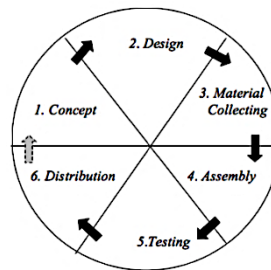 2. Design
1. Concept
3. Material
Collecting
6. Distribution
4. Assembly
5.Testing